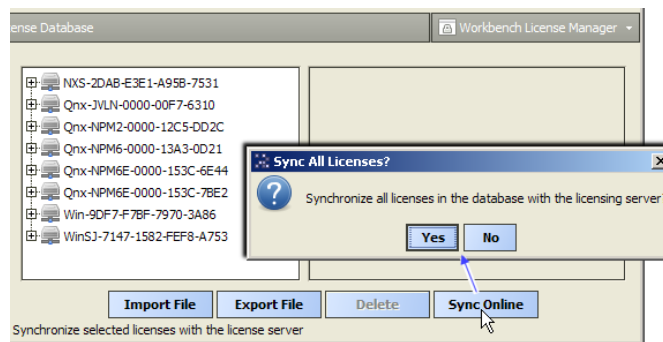 ense Database
Workbench License Manager
NXS-2DAB-E3E1-A95B-7531
Qnx-JVLN-0000-00F7-6310
Qnx-NPM2-0000-12C5-DD2C
Qnx-NPM6-0000-13A3-0D21
Qnx-NPM6E-0000-153C-6E44
Qnx-NPM6E-0000-153C-7BE2
Win-9DF7-F7BF-7970-3A86
WinSJ-7147-1582-FEF8-A753
Sync All Licenses?
Synchronize all licenses in the database with the licensing server
Yes No
Import File Export File Delete Sync Online
Synchronize selected licenses with the license server